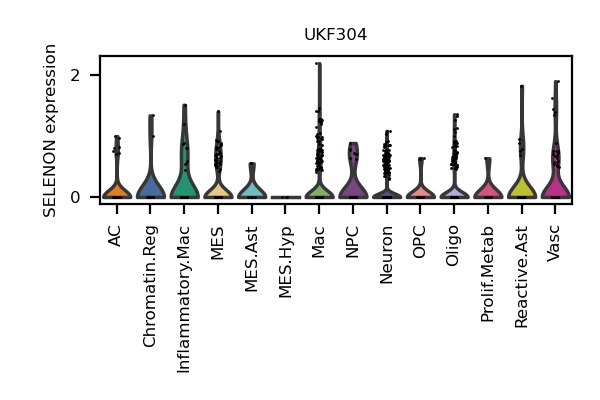 UKF304
SELENON expression
2
0
AC
Chromatin.Reg
Inflammatory.Mac
MES
MES.Ast
MES.Hyp
Mac
NPC
Neuron
OPC
Oligo
Prolif.Metab
Reactive.Ast
Vasc